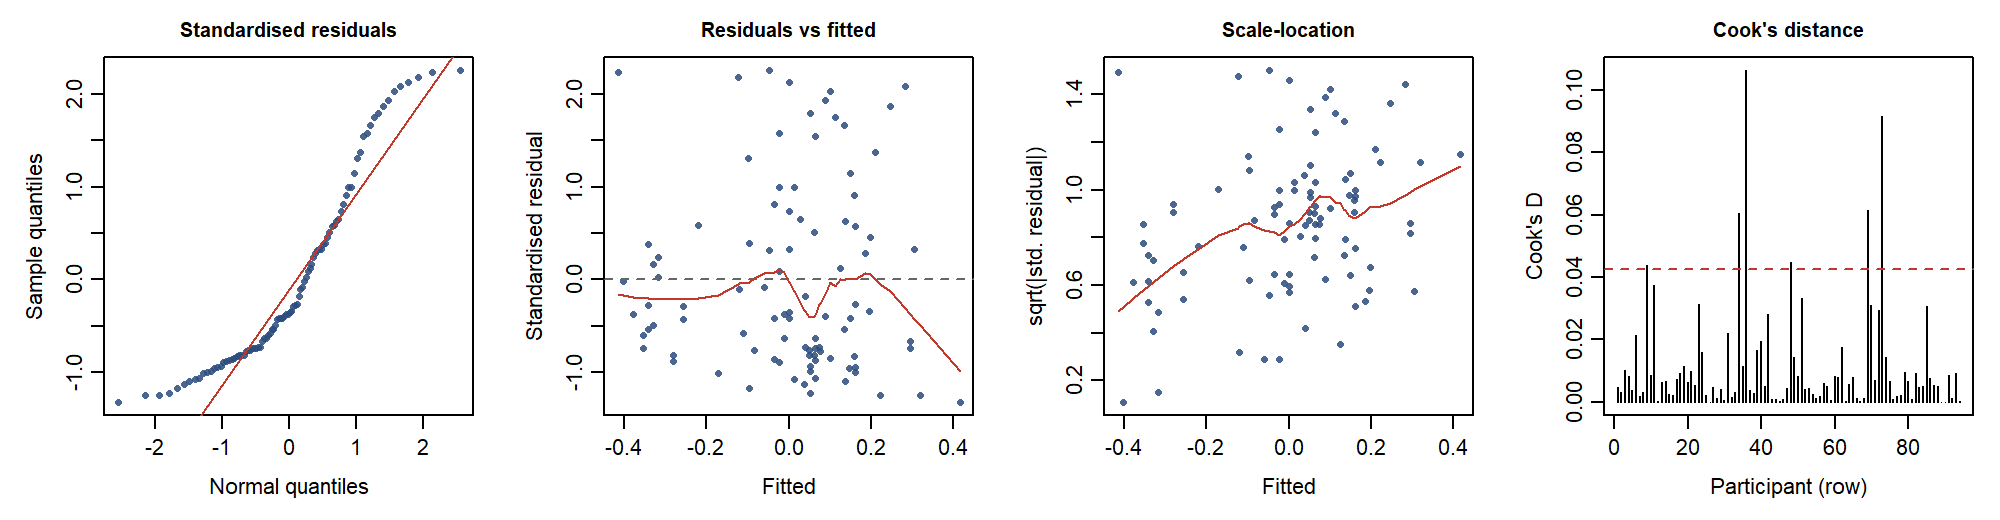 Standardised residuals
Sample quantiles
-1.0 0.0 1.0 2.0
-2 -1 0 1 2
Normal quantiles
Residuals vs fitted
Standardised residual
-1.0 0.0 1.0 2.0
-0.4 -0.2 0.0 0.2 0.4
Fitted
Scale-location
sqrt(|std. residual|)
0.2 0.6 1.0 1.4
-0.4 -0.2 0.0 0.2 0.4
Fitted
Cook's distance
Cook's D
0.00 0.02 0.04 0.06 0.08 0.10
0 20 40 60 80
Participant (row)